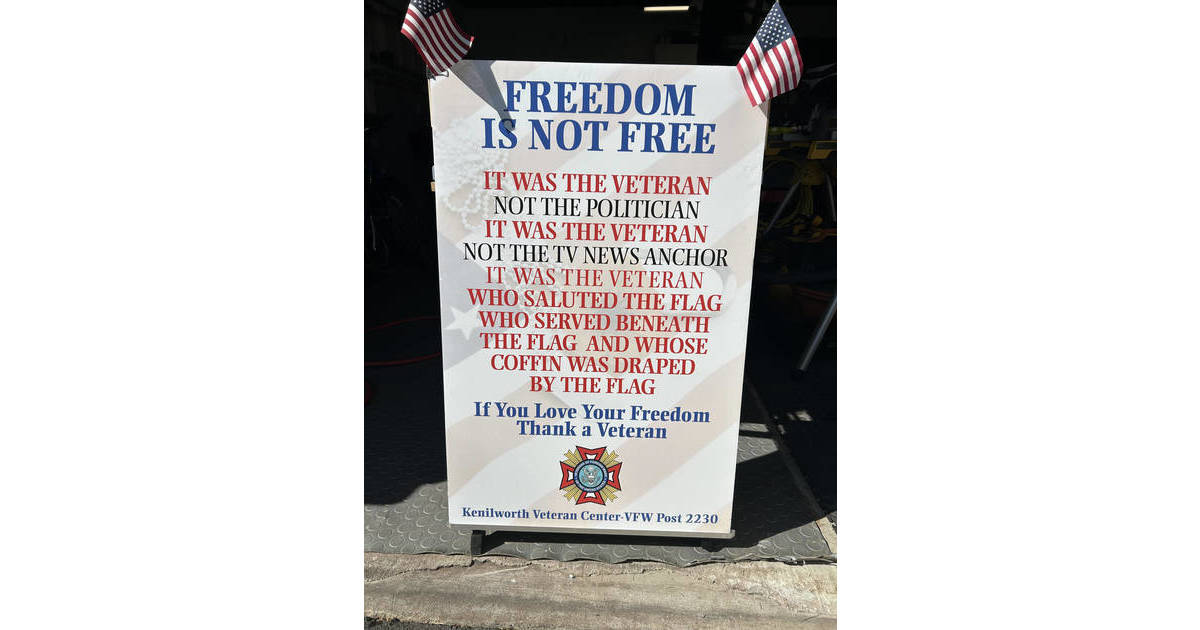 FREEDOM
IS NOT FREE
IT WAS THE VETERAN
NOT THE POLITICIAN
IT WAS THE VETERAN
NOT THE TV NEWS ANCHOR
IT WAS THE VETERAN
WHO SALUTED THE FLAG
WHO SERVED BENEATH
THE FLAG AND WHOSE
COFFIN WAS DRAPED
BY THE FLAG
If You Love Your Freedom
Thank a Veteran
Kenilworth Veteran Center-VFW Post 2230